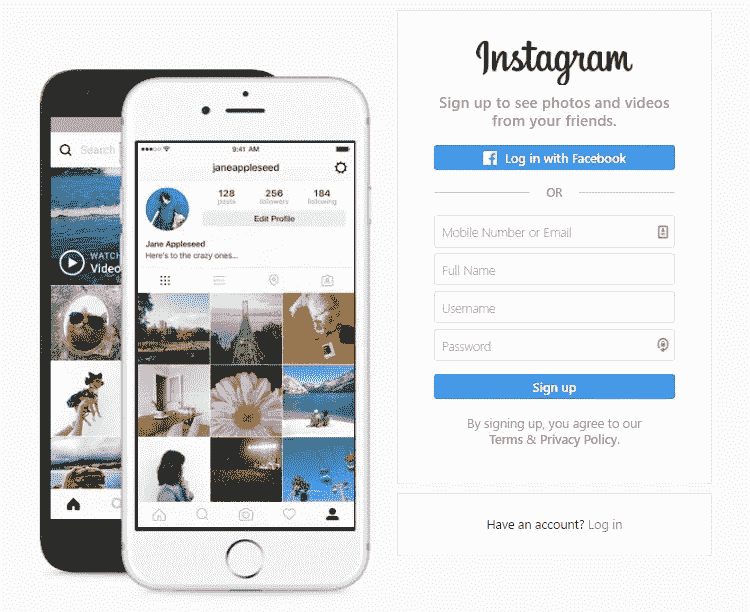 Search
WATCH
Video
9:41 AM
janeappleseed
128 256 184
posts followers following
Edit Profile
Jane Appleseed
Here's to the crazy ones...
Instagram
Sign up to see photos and videos
from your friends.
Log in with Facebook
OR
Mobile Number or Email
Full Name
Username
Password
Sign up
By signing up, you agree to our
Terms & Privacy Policy.
Have an account? Log in